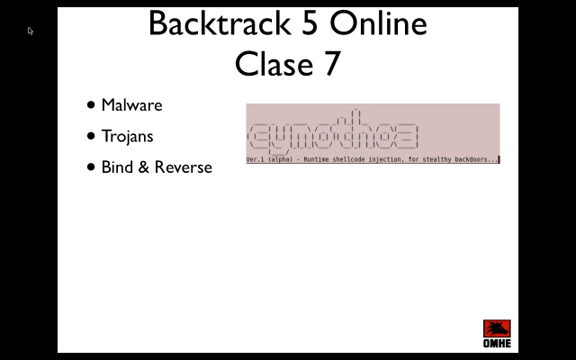 Backtrack 5 Online
Clase 7
• Malware
• Trojans
• Bind & Reverse
cymothoa
Ver.1 (alpha) - Runtime shellcode injection, for stealthy backdoors...
OMHE